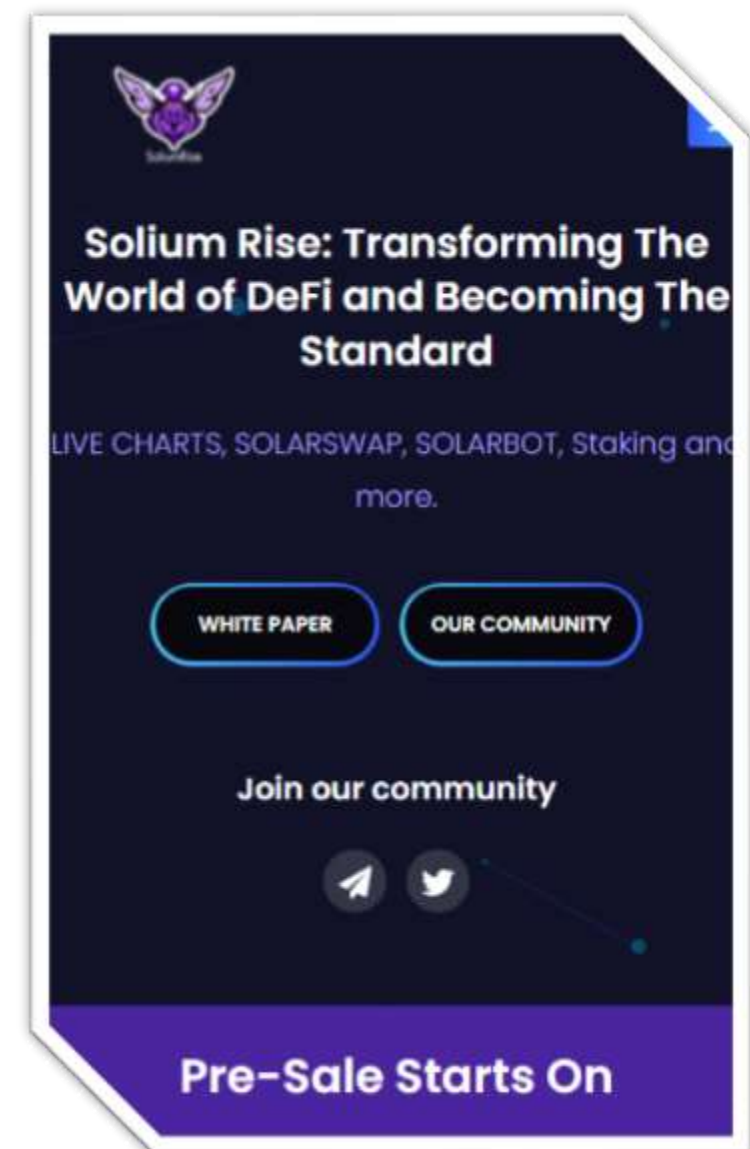 Solium Rise: Transforming The
World of DeFi and Becoming The
Standard
LIVE CHARTS, SOLARSWAP, SOLARBOT, Staking and
more.
WHITE PAPER
OUR COMMUNITY
Join our community
Pre-Sale Starts On